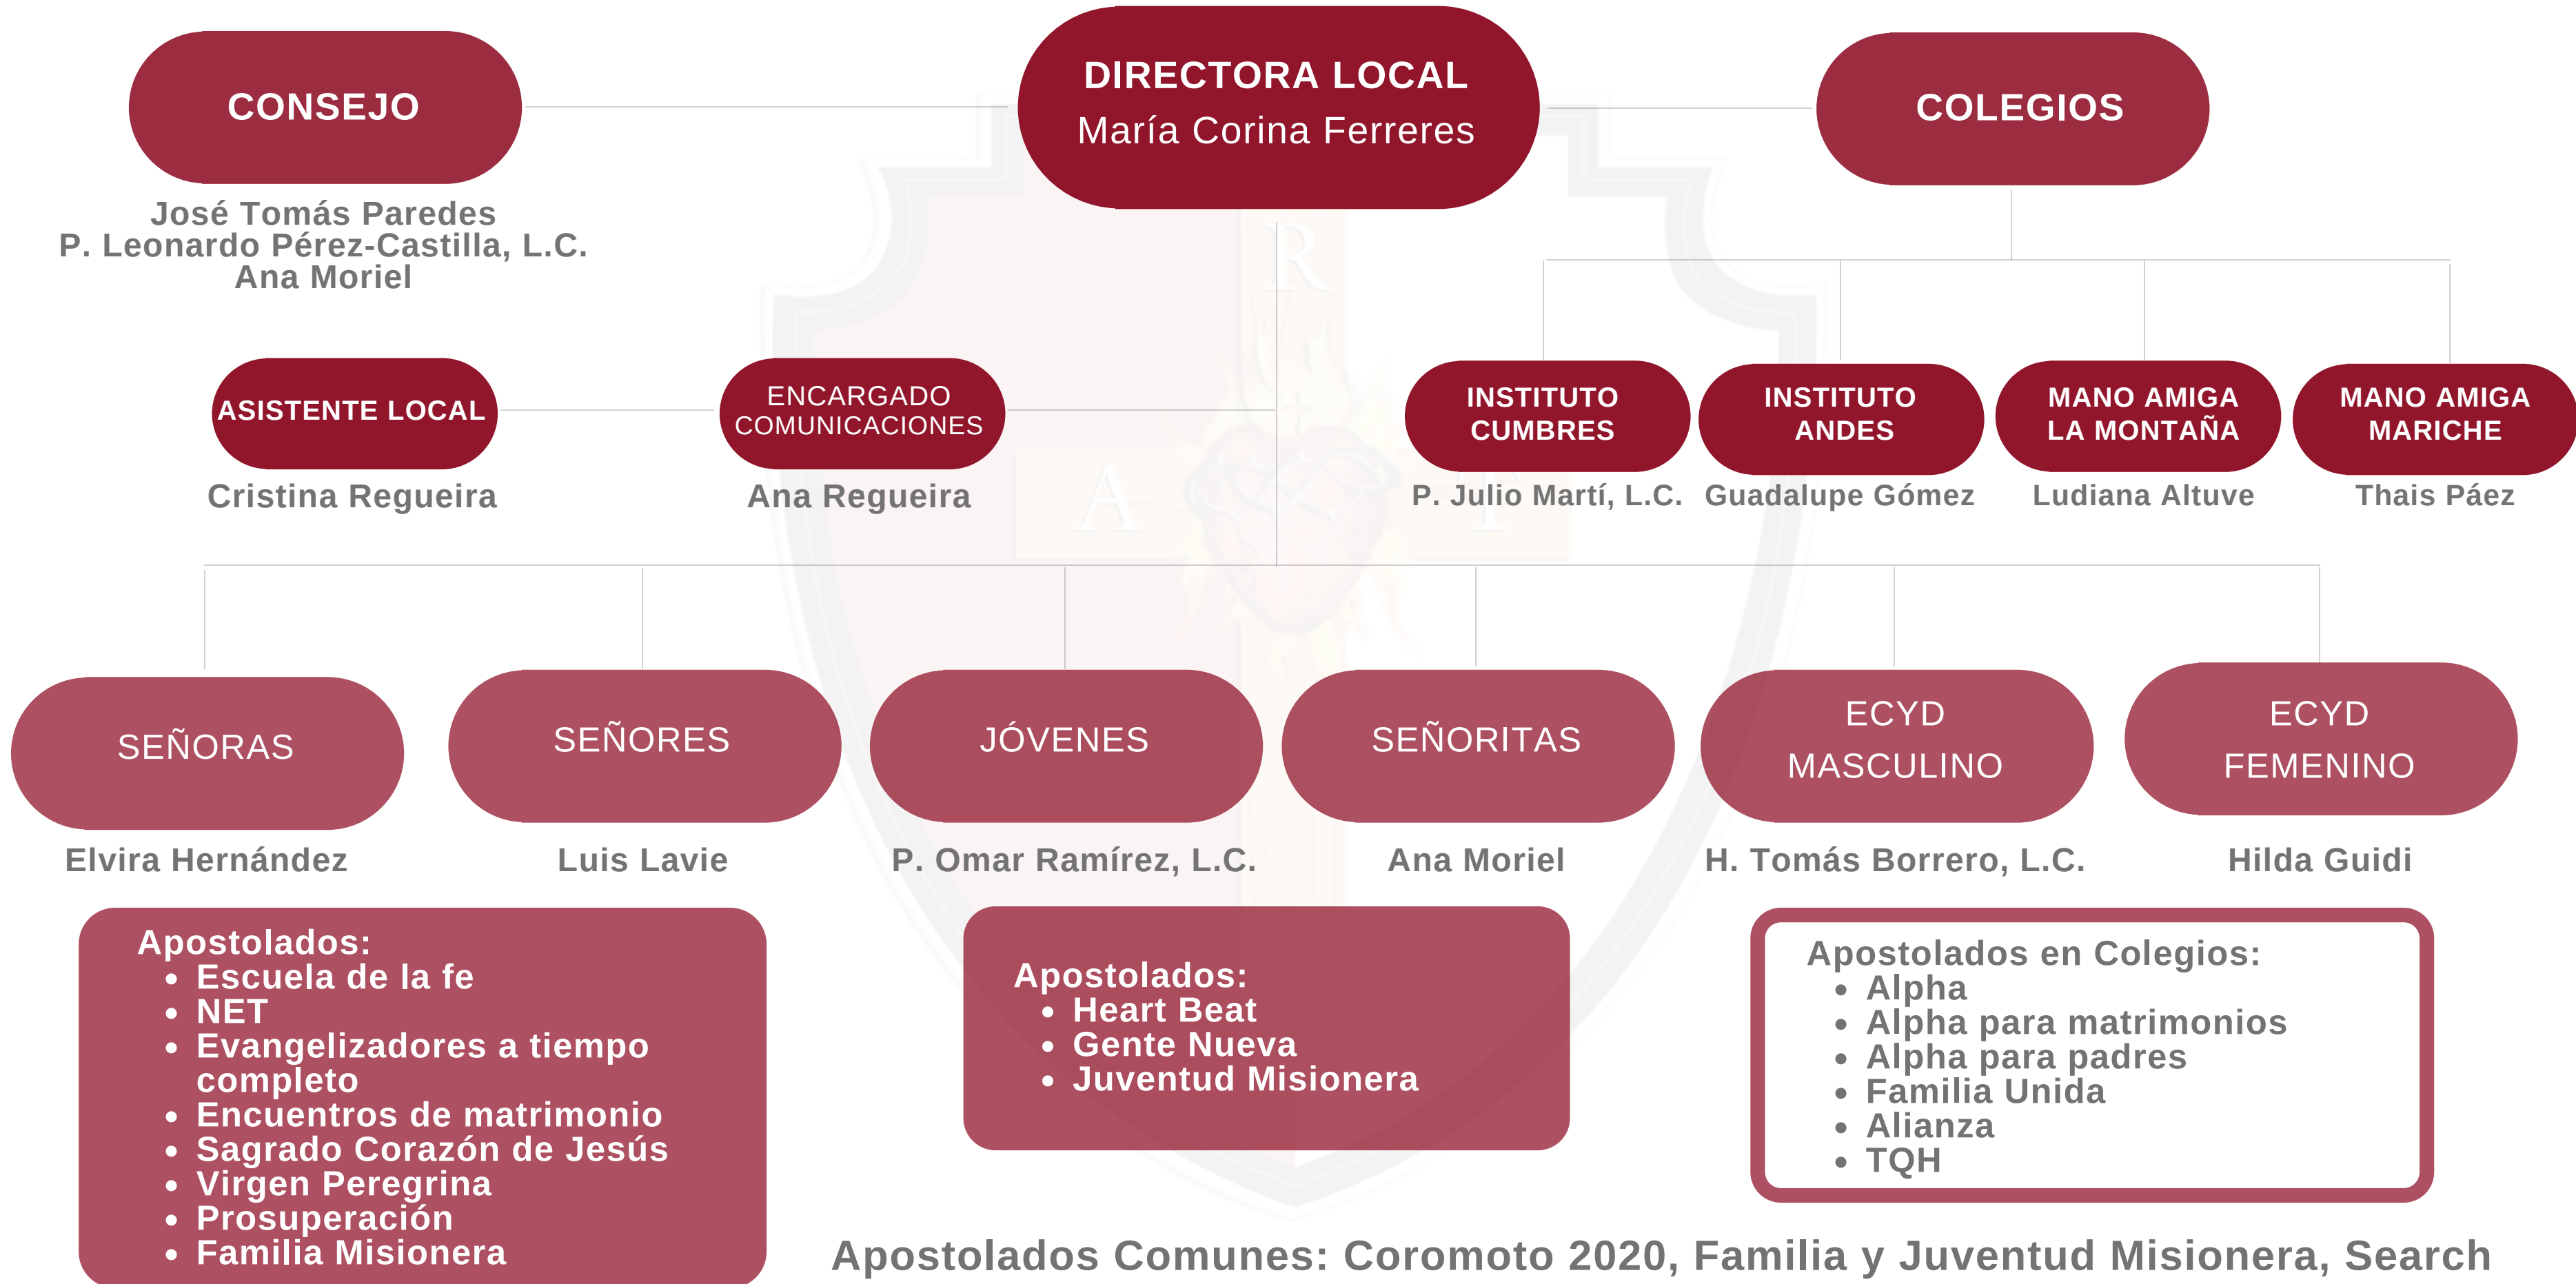 CONSEJO
José Tomás Paredes
P. Leonardo Pérez-Castilla, L.C.
Ana Moriel
DIRECTORA LOCAL
María Corina Ferreres
COLEGIOS
ASISTENTE LOCAL
Cristina Regueira
ENCARGADO
COMUNICACIONES
Ana Regueira
INSTITUTO
CUMBRES
P. Julio Martí, L.C.
INSTITUTO
ANDES
Guadalupe Gómez
MANO AMIGA
LA MONTAÑA
Ludiana Altuve
MANO AMIGA
MARICHE
Thais Páez
R
A
T
SEÑORAS
Elvira Hernández
SEÑORES
Luis Lavie
JÓVENES
P. Omar Ramírez, L.C.
SEÑORITAS
Ana Moriel
ECYD
MASCULINO
H. Tomás Borrero, L.C.
ECYD
FEMENINO
Hilda Guidi
Apostolados:
• Escuela de la fe
• NET
• Evangelizadores a tiempo
completo
• Encuentros de matrimonio
• Sagrado Corazón de Jesús
• Virgen Peregrina
• Prosuperación
• Familia Misionera
Apostolados:
• Heart Beat
• Gente Nueva
• Juventud Misionera
Apostolados en Colegios:
• Alpha
• Alpha para matrimonios
• Alpha para padres
• Familia Unida
• Alianza
• TQH
Apostolados Comunes: Coromoto 2020, Familia y Juventud Misionera, Search